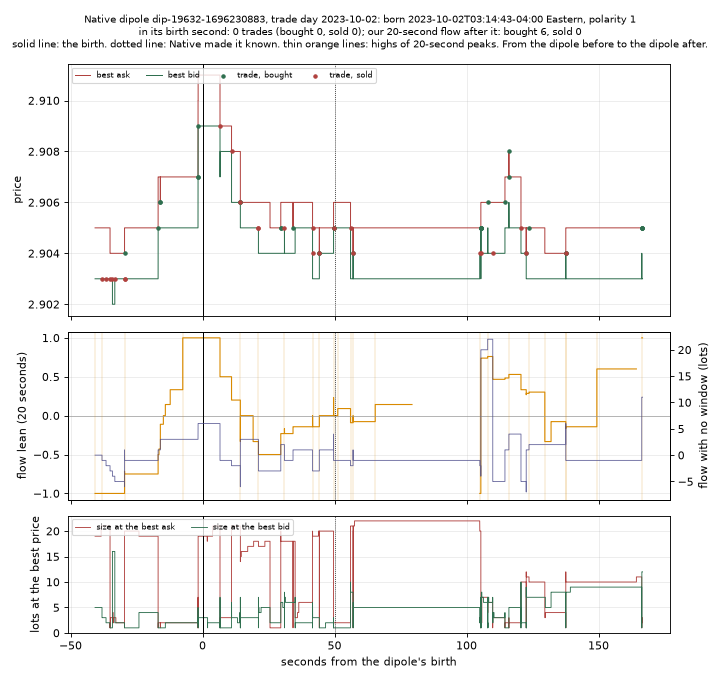 Native dipole dip-19632-1696230883, trade day 2023-10-02: born 2023-10-02T03:14:43-04:00 Eastern, polarity 1
in its birth second: 0 trades (bought 0, sold 0); our 20-second flow after it: bought 6, sold 0
solid line: the birth. dotted line: Native made it known. thin orange lines: highs of 20-second peaks. From the dipole before to the dipole after.
best ask best bid trade, bought trade, sold
2.910
2.908
2.906
2.904
2.902
price
1.0
0.5
0.0
−0.5
−1.0
flow lean (20 seconds)
20
15
10
5
0
−5
flow with no window (lots)
size at the best ask size at the best bid
20
15
10
5
0
lots at the best price
−50 0 50 100 150
seconds from the dipole's birth